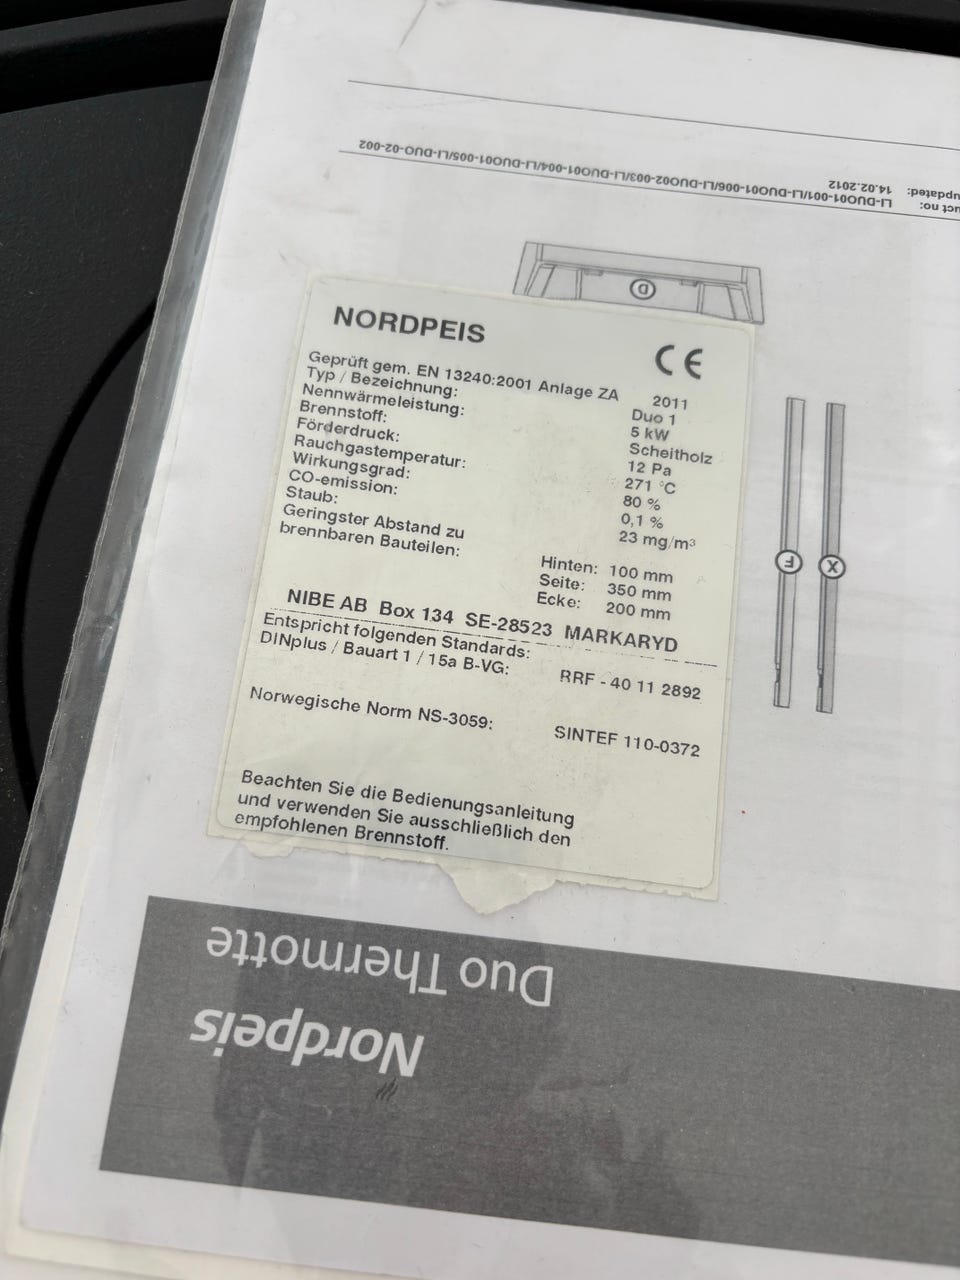 NORDPEIS
CE
Geprüft gem. EN 13240:2001 Anlage ZA 2011
Typ / Bezeichnung: Duo 1
Nennwärmeleistung: 5 kW
Brennstoff: Scheitholz
Förderdruck: 12 Pa
Rauchgastemperatur: 271 °C
Wirkungsgrad: 80 %
CO-emission: 0,1 %
Staub: 23 mg/m³
Geringster Abstand zu
brennbaren Bauteilen:
Hinten: 100 mm
Seite: 350 mm
Ecke: 200 mm
NIBE AB Box 134 SE-28523 MARKARYD
Entspricht folgenden Standards:
DINplus / Bauart 1 / 15a B-VG: RRF - 40 11 2892
Norwegische Norm NS-3059: SINTEF 110-0372
Beachten Sie die Bedienungsanleitung
und verwenden Sie ausschließlich den
empfohlenen Brennstoff.
Nordpeis
Duo Thermotte
F
X
D
LI-DUO01-001/LI-DUO01-006/LI-DUO02-003/LI-DUO01-004/LI-DUO01-005/LI-DUO-02-002
14.02.2012